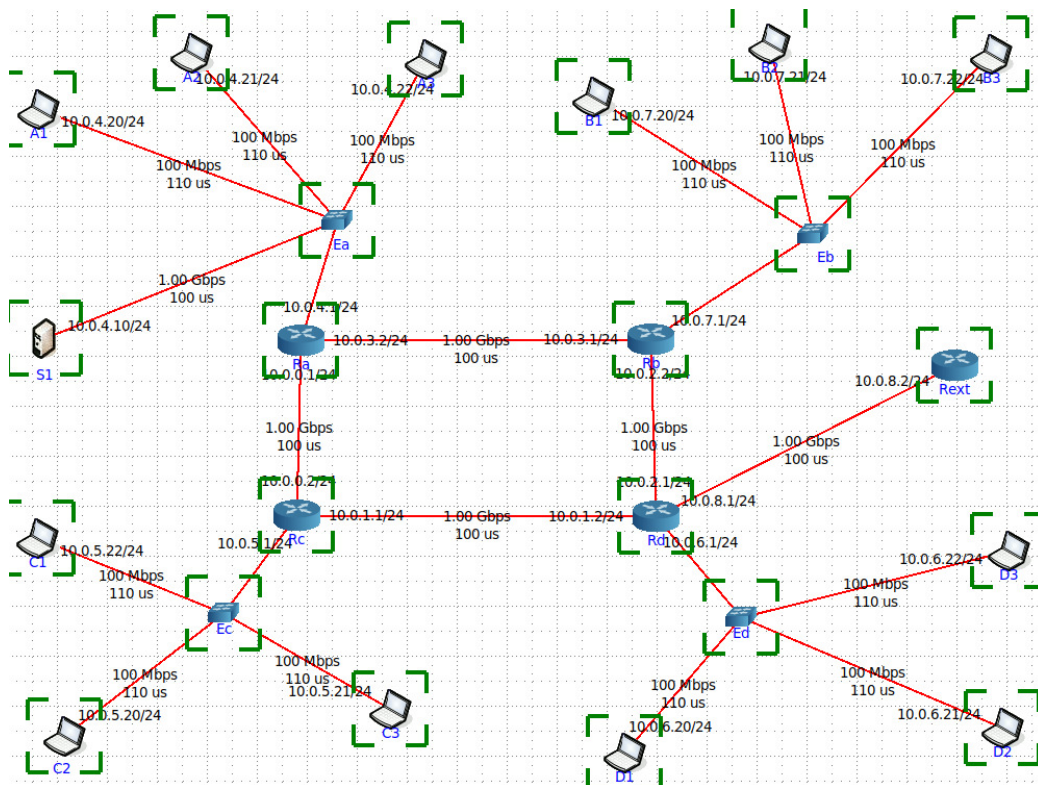 A2
10.0.4.21/24
A3
10.0.4.22/24
B2
10.0.7.21/24
B3
10.0.7.22/24
A1
10.0.4.20/24
B1
10.0.7.20/24
100 Mbps
110 us
100 Mbps
110 us
100 Mbps
110 us
100 Mbps
110 us
100 Mbps
110 us
100 Mbps
110 us
Ea
Eb
1.00 Gbps
100 us
10.0.4.1/24
10.0.4.10/24
S1
10.0.3.2/24
Ra
10.0.0.1/24
1.00 Gbps
100 us
10.0.3.1/24
10.0.7.1/24
Rb
10.0.2.2/24
10.0.8.2/24
Rext
1.00 Gbps
100 us
1.00 Gbps
100 us
1.00 Gbps
100 us
10.0.0.2/24
10.0.2.1/24
10.0.8.1/24
10.0.1.1/24
Rc
1.00 Gbps
100 us
10.0.1.2/24
Rd
10.0.5.1/24
10.0.6.1/24
10.0.5.22/24
C1
10.0.6.22/24
D3
100 Mbps
110 us
100 Mbps
110 us
Ec
Ed
100 Mbps
110 us
100 Mbps
110 us
100 Mbps
110 us
100 Mbps
110 us
10.0.5.20/24
C2
10.0.5.21/24
C3
10.0.6.20/24
D1
10.0.6.21/24
D2